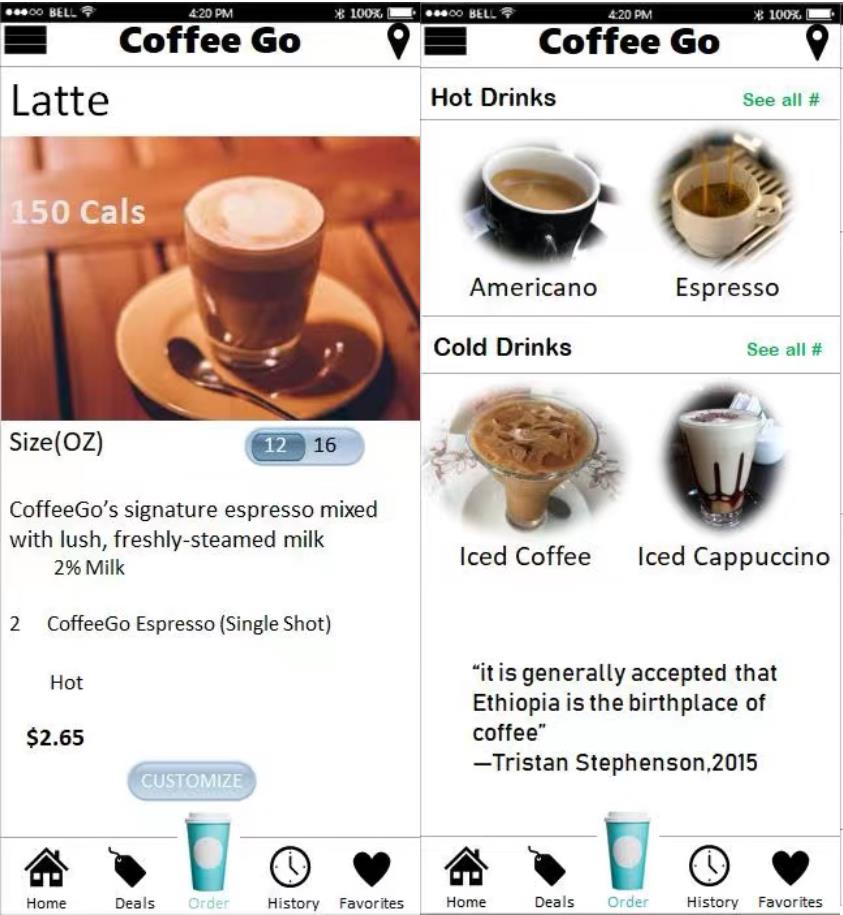 BELL 4:20 PM 100%
Coffee Go
Latte
150 Cals
Size(OZ) 12 16
CoffeeGo's signature espresso mixed
with lush, freshly-steamed milk
2% Milk
2 CoffeeGo Espresso (Single Shot)
Hot
$2.65
CUSTOMIZE
Home Deals Order History Favorites
BELL 4:20 PM 100%
Coffee Go
Hot Drinks See all #
Americano Espresso
Cold Drinks See all #
Iced Coffee Iced Cappuccino
“it is generally accepted that
Ethiopia is the birthplace of
coffee”
—Tristan Stephenson,2015
Home Deals Order History Favorites